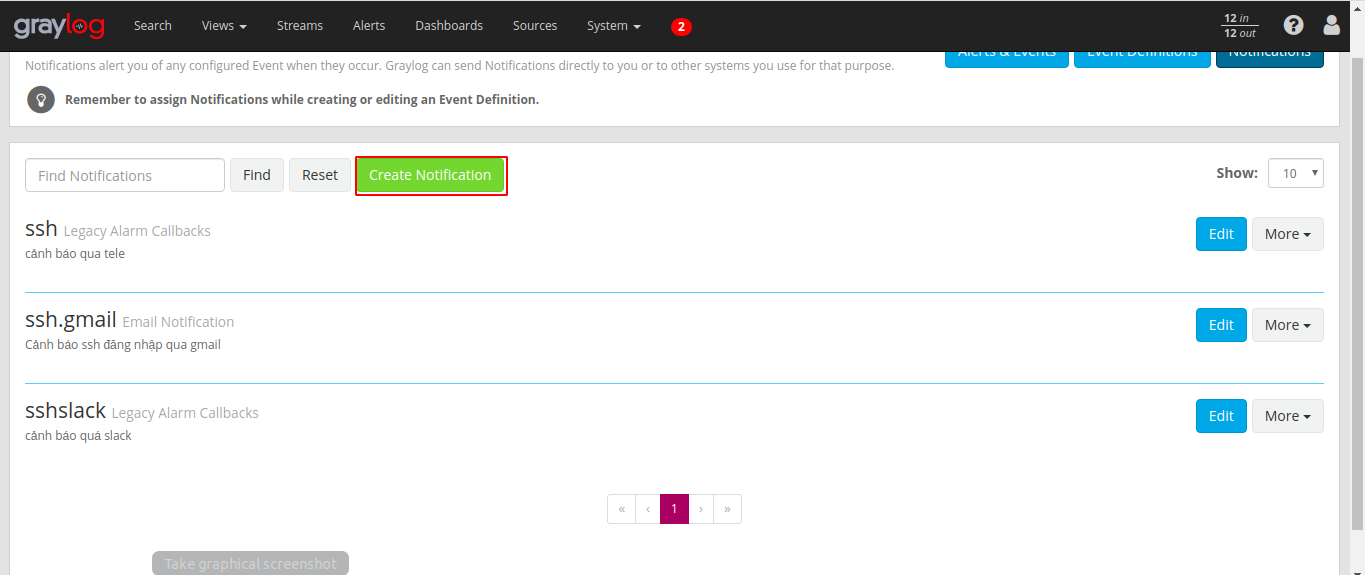 graylog Search Views Streams Alerts Dashboards Sources System 2 12 in
12 out
Notifications alert you of any configured Event when they occur. Graylog can send Notifications directly to you or to other systems you use for that purpose. Alerts & Events Event Definitions Notifications
Remember to assign Notifications while creating or editing an Event Definition.
Find Notifications Find Reset Create Notification Show: 10
ssh Legacy Alarm Callbacks Edit More
cảnh báo qua tele
ssh.gmail Email Notification Edit More
Cảnh báo ssh đăng nhập qua gmail
sshslack Legacy Alarm Callbacks Edit More
cảnh báo quá slack
« ‹ 1 › »
Take graphical screenshot